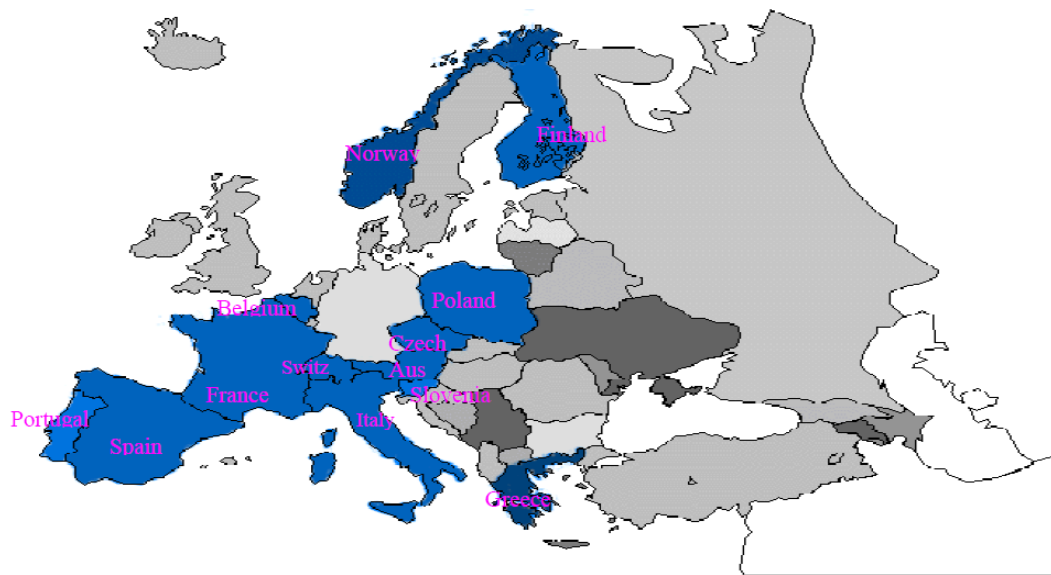 Finland
Norway
Belgium
Poland
Czech
Switz
Aus
France
Slovenia
Portugal
Italy
Spain
Greece